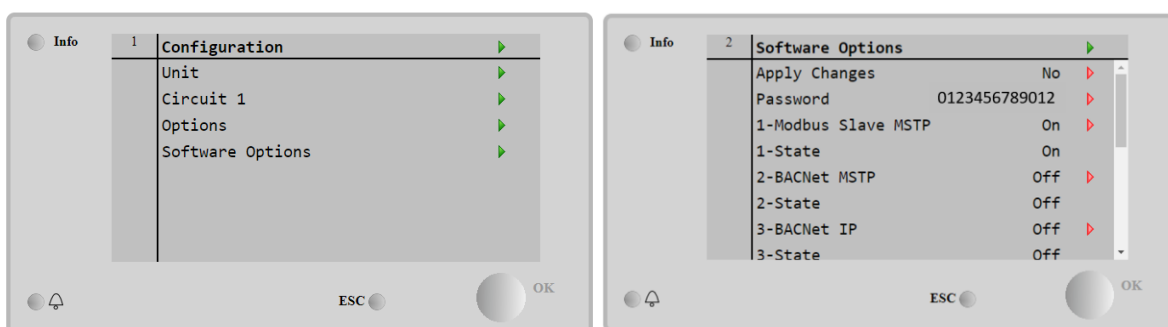 Info
1 Configuration
Unit
Circuit 1
Options
Software Options
ESC
OK
Info
2 Software Options
Apply Changes No
Password 0123456789012
1-Modbus Slave MSTP On
1-State On
2-BACNet MSTP Off
2-State Off
3-BACNet IP Off
3-State Off
ESC
OK